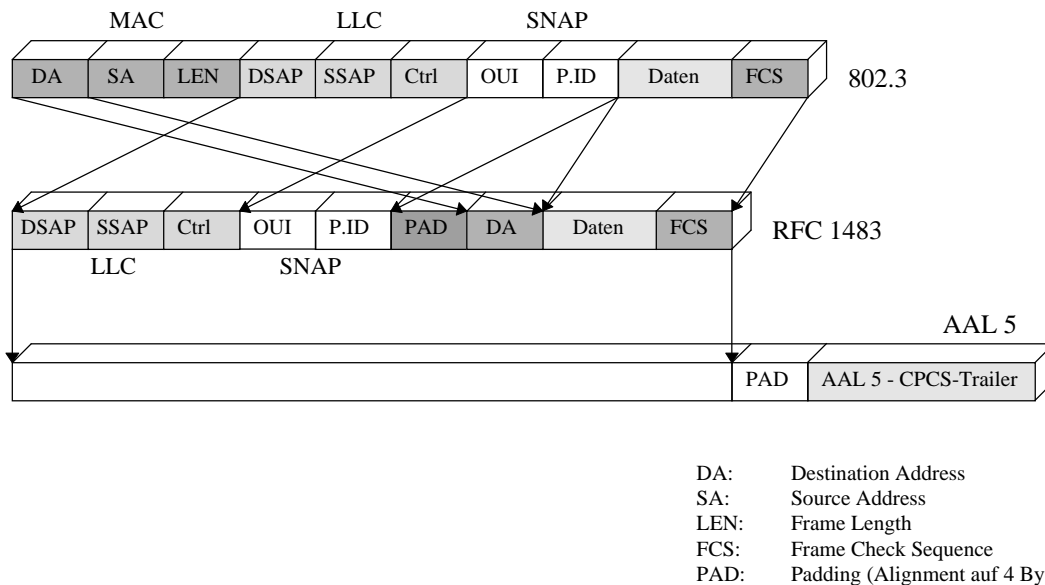 MAC LLC SNAP
DA SA LEN DSAP SSAP Ctrl OUI P.ID Daten FCS 802.3
DSAP SSAP Ctrl OUI P.ID PAD DA Daten FCS RFC 1483
LLC SNAP
AAL 5
PAD AAL 5 - CPCS-Trailer
DA: Destination Address
SA: Source Address
LEN: Frame Length
FCS: Frame Check Sequence
PAD: Padding (Alignment auf 4 By